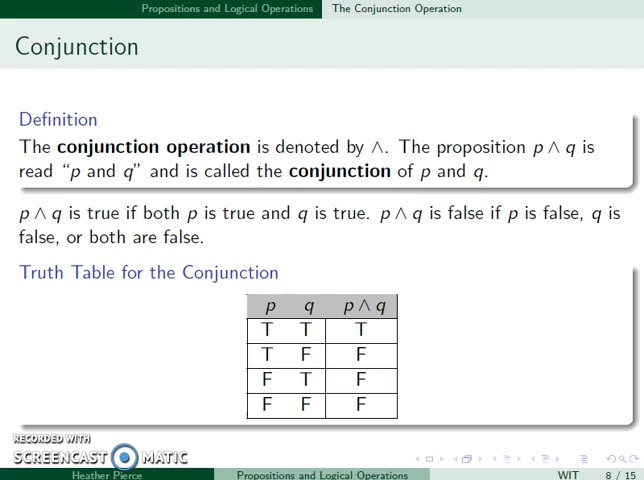 Propositions and Logical Operations The Conjunction Operation
Conjunction
Definition
The conjunction operation is denoted by ∧. The proposition p ∧ q is
read “p and q” and is called the conjunction of p and q.
p ∧ q is true if both p is true and q is true. p ∧ q is false if p is false, q is
false, or both are false.
Truth Table for the Conjunction
p q p ∧ q
T T T
T F F
F T F
F F F
RECORDED WITH
SCREENCAST MATIC
Heather Pierce Propositions and Logical Operations WIT 8 / 15